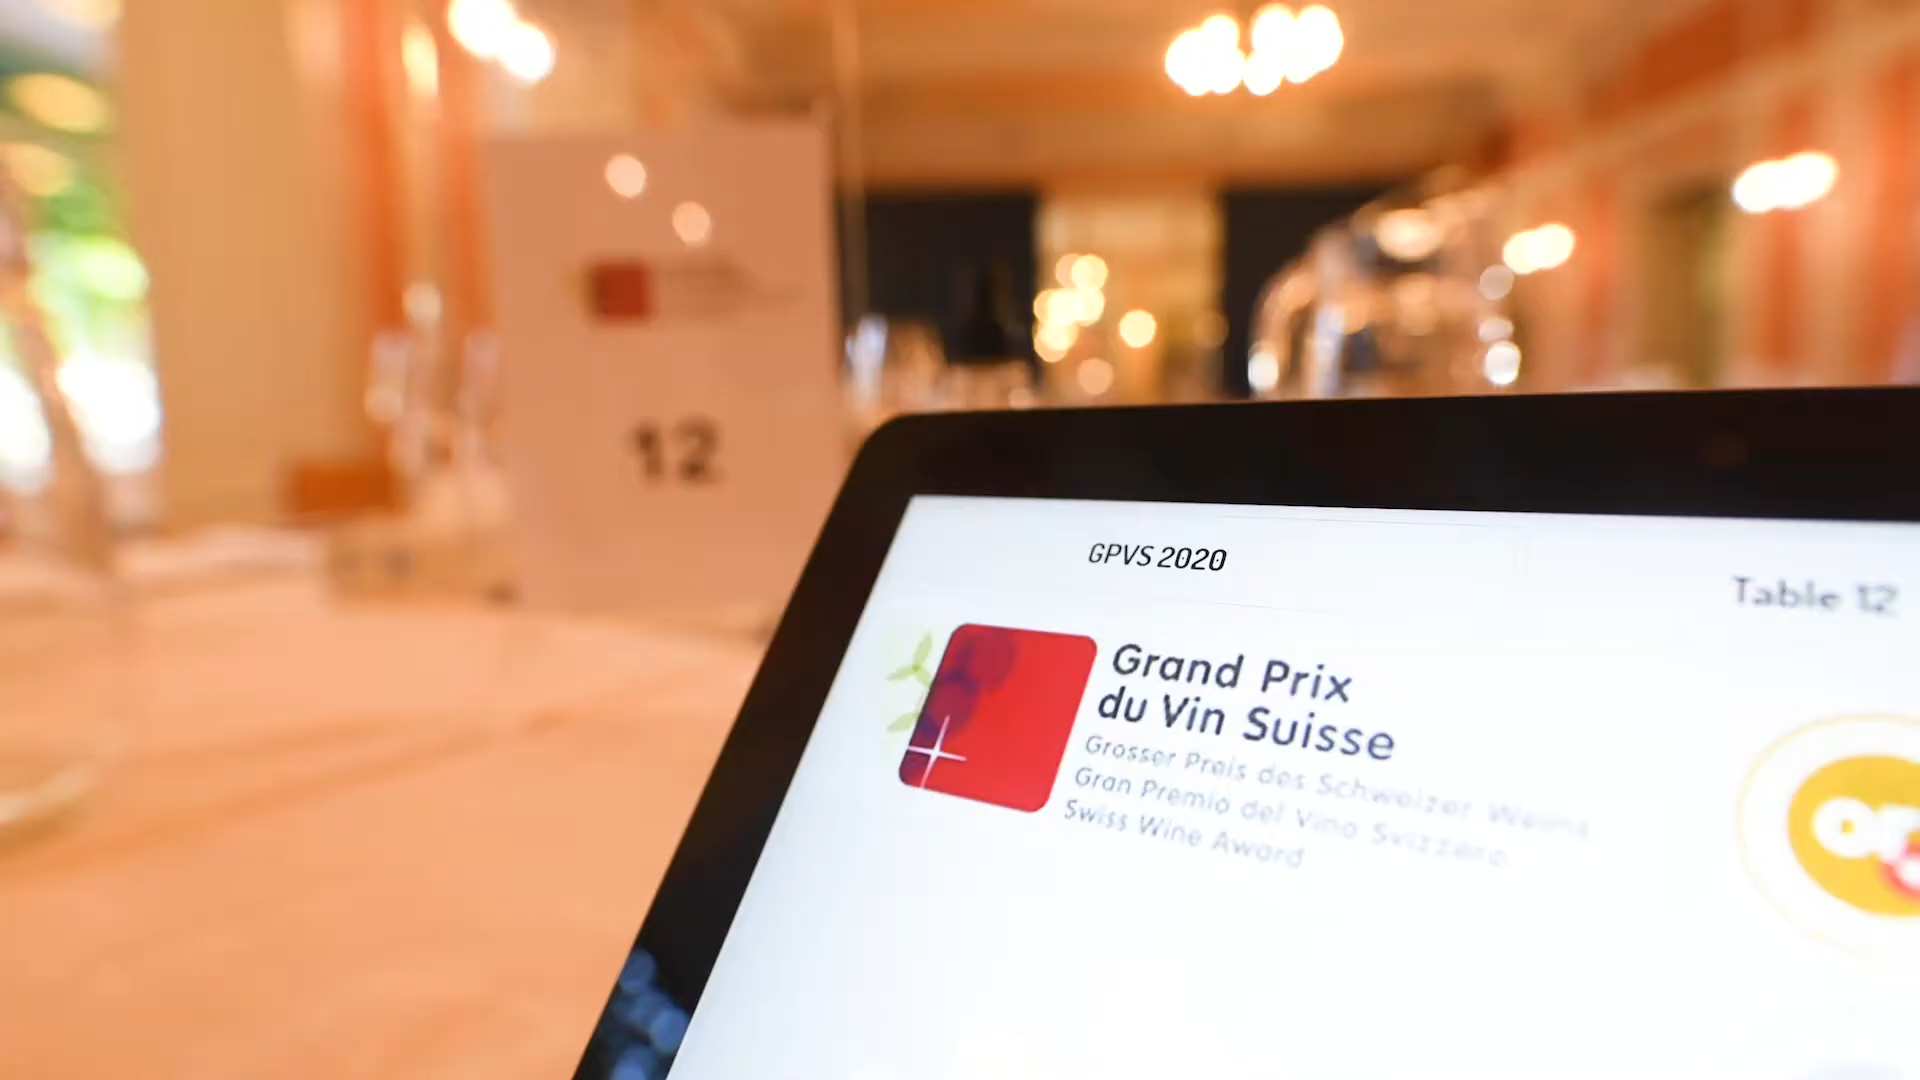 12
GPVS 2020
Table 12
Grand Prix
du Vin Suisse
Grosser Preis des Schweizer Weins
Gran Premio del Vino Svizzero
Swiss Wine Award